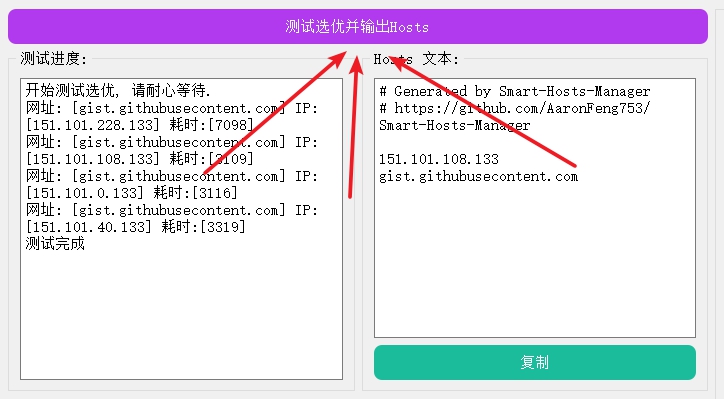 测试选优并输出Hosts
测试进度:
开始测试选优, 请耐心等待.
网址: [gist.githubusecontent.com] IP:
[151.101.228.133] 耗时:[7098]
网址: [gist.githubusecontent.com] IP:
[151.101.108.133] 耗时:[3109]
网址: [gist.githubusecontent.com] IP:
[151.101.0.133] 耗时:[3116]
网址: [gist.githubusecontent.com] IP:
[151.101.40.133] 耗时:[3319]
测试完成
Hosts 文本:
# Generated by Smart-Hosts-Manager
# https://github.com/AaronFeng753/
Smart-Hosts-Manager
151.101.108.133
gist.githubusecontent.com
复制